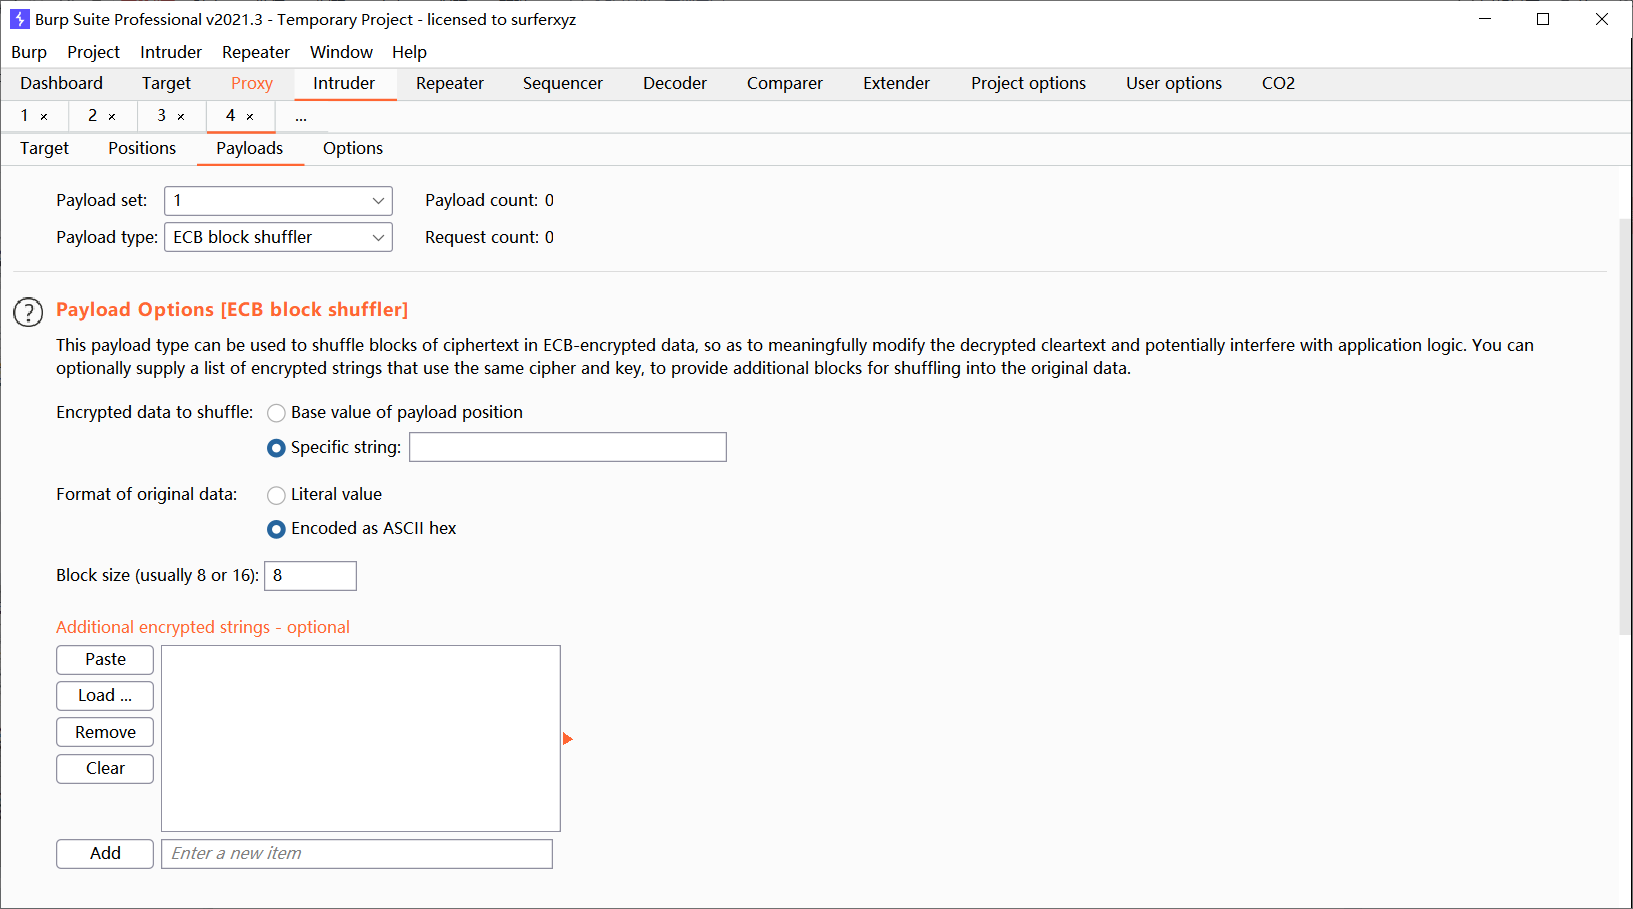 Burp Suite Professional v2021.3 - Temporary Project - licensed to surferxyz
Burp Project Intruder Repeater Window Help
Dashboard Target Proxy Intruder Repeater Sequencer Decoder Comparer Extender Project options User options CO2
1 × 2 × 3 × 4 × ...
Target Positions Payloads Options
Payload set: 1 Payload count: 0
Payload type: ECB block shuffler Request count: 0
? Payload Options [ECB block shuffler]
This payload type can be used to shuffle blocks of ciphertext in ECB-encrypted data, so as to meaningfully modify the decrypted cleartext and potentially interfere with application logic. You can
optionally supply a list of encrypted strings that use the same cipher and key, to provide additional blocks for shuffling into the original data.
Encrypted data to shuffle: Base value of payload position
Specific string:
Format of original data: Literal value
Encoded as ASCII hex
Block size (usually 8 or 16): 8
Additional encrypted strings - optional
Paste
Load ...
Remove
Clear
Add Enter a new item